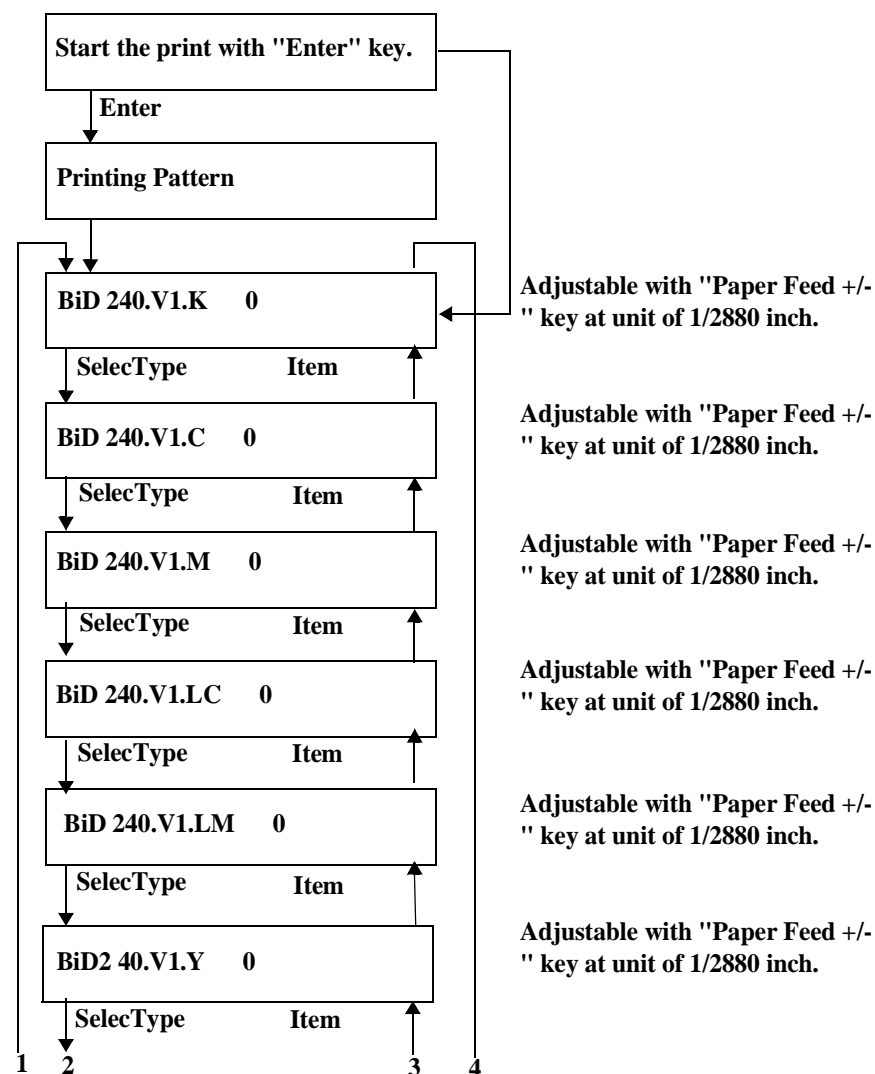 Start the print with "Enter" key.
Enter
Printing Pattern
BiD 240.V1.K 0
Adjustable with "Paper Feed +/-
" key at unit of 1/2880 inch.
SelecType Item
BiD 240.V1.C 0
Adjustable with "Paper Feed +/-
" key at unit of 1/2880 inch.
SelecType Item
BiD 240.V1.M 0
Adjustable with "Paper Feed +/-
" key at unit of 1/2880 inch.
SelecType Item
BiD 240.V1.LC 0
Adjustable with "Paper Feed +/-
" key at unit of 1/2880 inch.
SelecType Item
BiD 240.V1.LM 0
Adjustable with "Paper Feed +/-
" key at unit of 1/2880 inch.
SelecType Item
BiD2 40.V1.Y 0
Adjustable with "Paper Feed +/-
" key at unit of 1/2880 inch.
SelecType Item
1 2 3 4